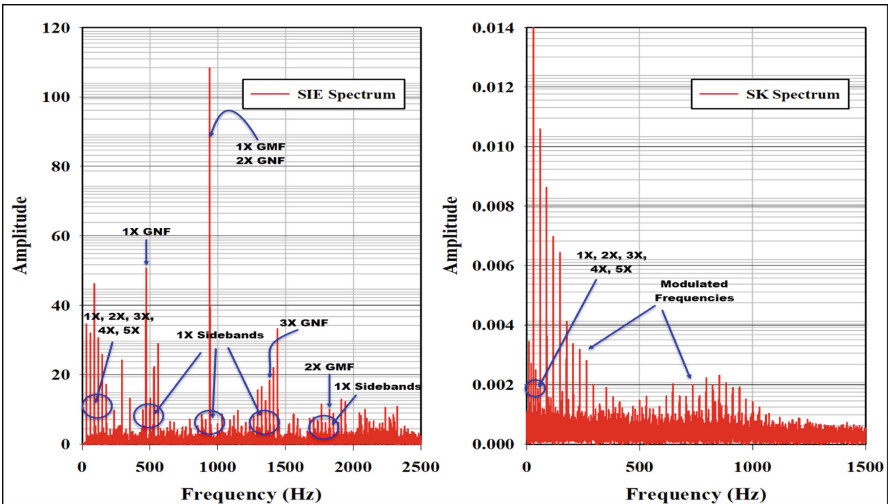 120
100
80
60
40
20
0
Amplitude
SIE Spectrum
1X GMF
2X GNF
1X GNF
1X, 2X, 3X,
4X, 5X
1X Sidebands
3X GNF
2X GMF
1X Sidebands
0 500 1000 1500 2000 2500
Frequency (Hz)
0.014
0.012
0.010
0.008
0.006
0.004
0.002
0.000
Amplitude
SK Spectrum
1X, 2X, 3X,
4X, 5X
Modulated
Frequencies
0 500 1000 1500
Frequency (Hz)